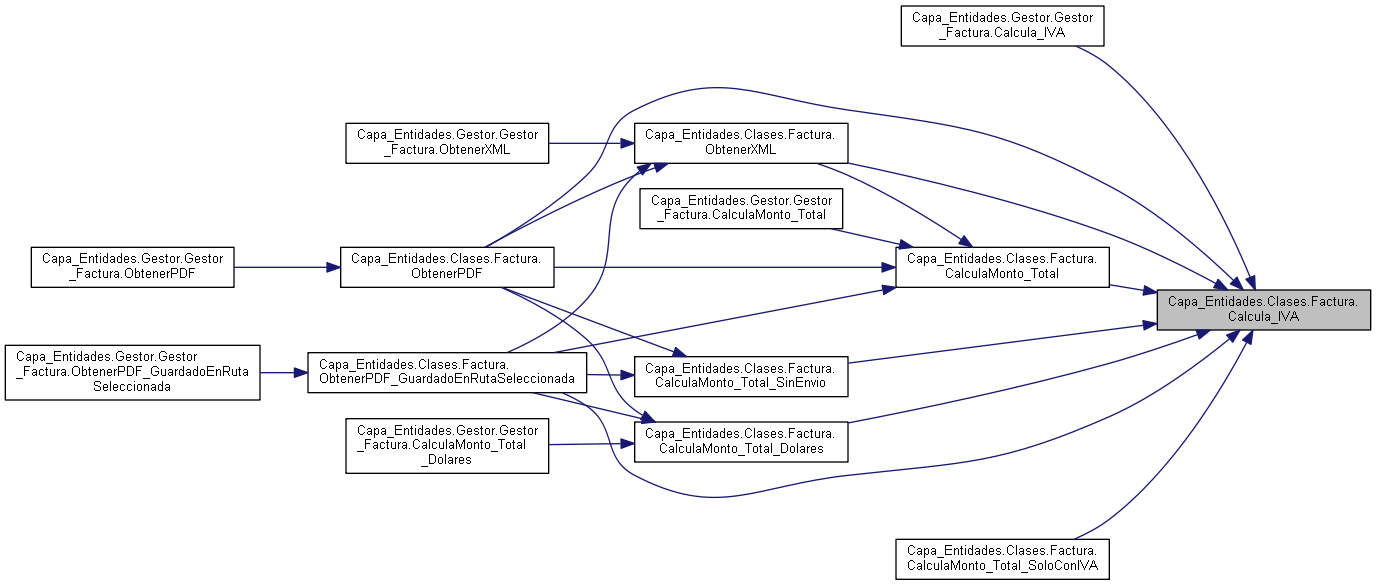 Capa_Entidades.Gestor.Gestor
_Factura.Calcula_IVA
Capa_Entidades.Gestor.Gestor
_Factura.ObtenerXML
Capa_Entidades.Clases.Factura.
ObtenerXML
Capa_Entidades.Gestor.Gestor
_Factura.CalculaMonto_Total
Capa_Entidades.Gestor.Gestor
_Factura.ObtenerPDF
Capa_Entidades.Clases.Factura.
ObtenerPDF
Capa_Entidades.Clases.Factura.
CalculaMonto_Total
Capa_Entidades.Clases.Factura.
Calcula_IVA
Capa_Entidades.Gestor.Gestor
_Factura.ObtenerPDF_GuardadoEnRuta
Seleccionada
Capa_Entidades.Clases.Factura.
ObtenerPDF_GuardadoEnRutaSeleccionada
Capa_Entidades.Clases.Factura.
CalculaMonto_Total_SinEnvio
Capa_Entidades.Gestor.Gestor
_Factura.CalculaMonto_Total
_Dolares
Capa_Entidades.Clases.Factura.
CalculaMonto_Total_Dolares
Capa_Entidades.Clases.Factura.
CalculaMonto_Total_SoloConIVA